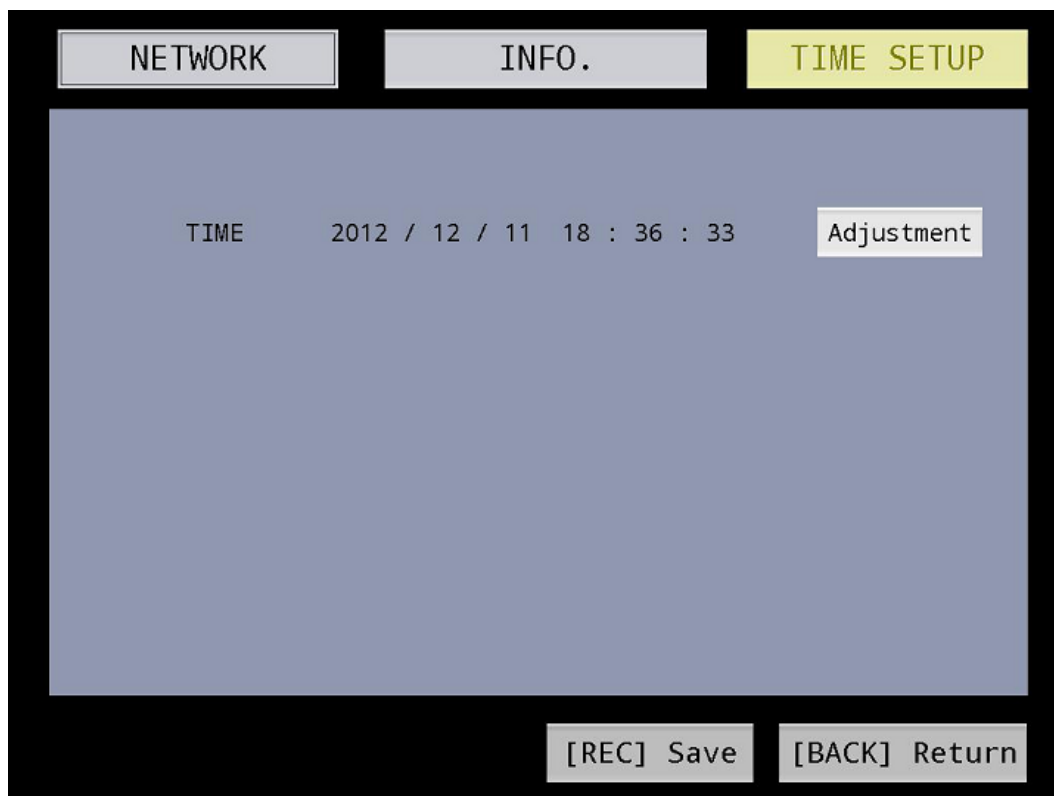 NETWORK INFO. TIME SETUP
TIME 2012 / 12 / 11 18 : 36 : 33 Adjustment
[REC] Save [BACK] Return